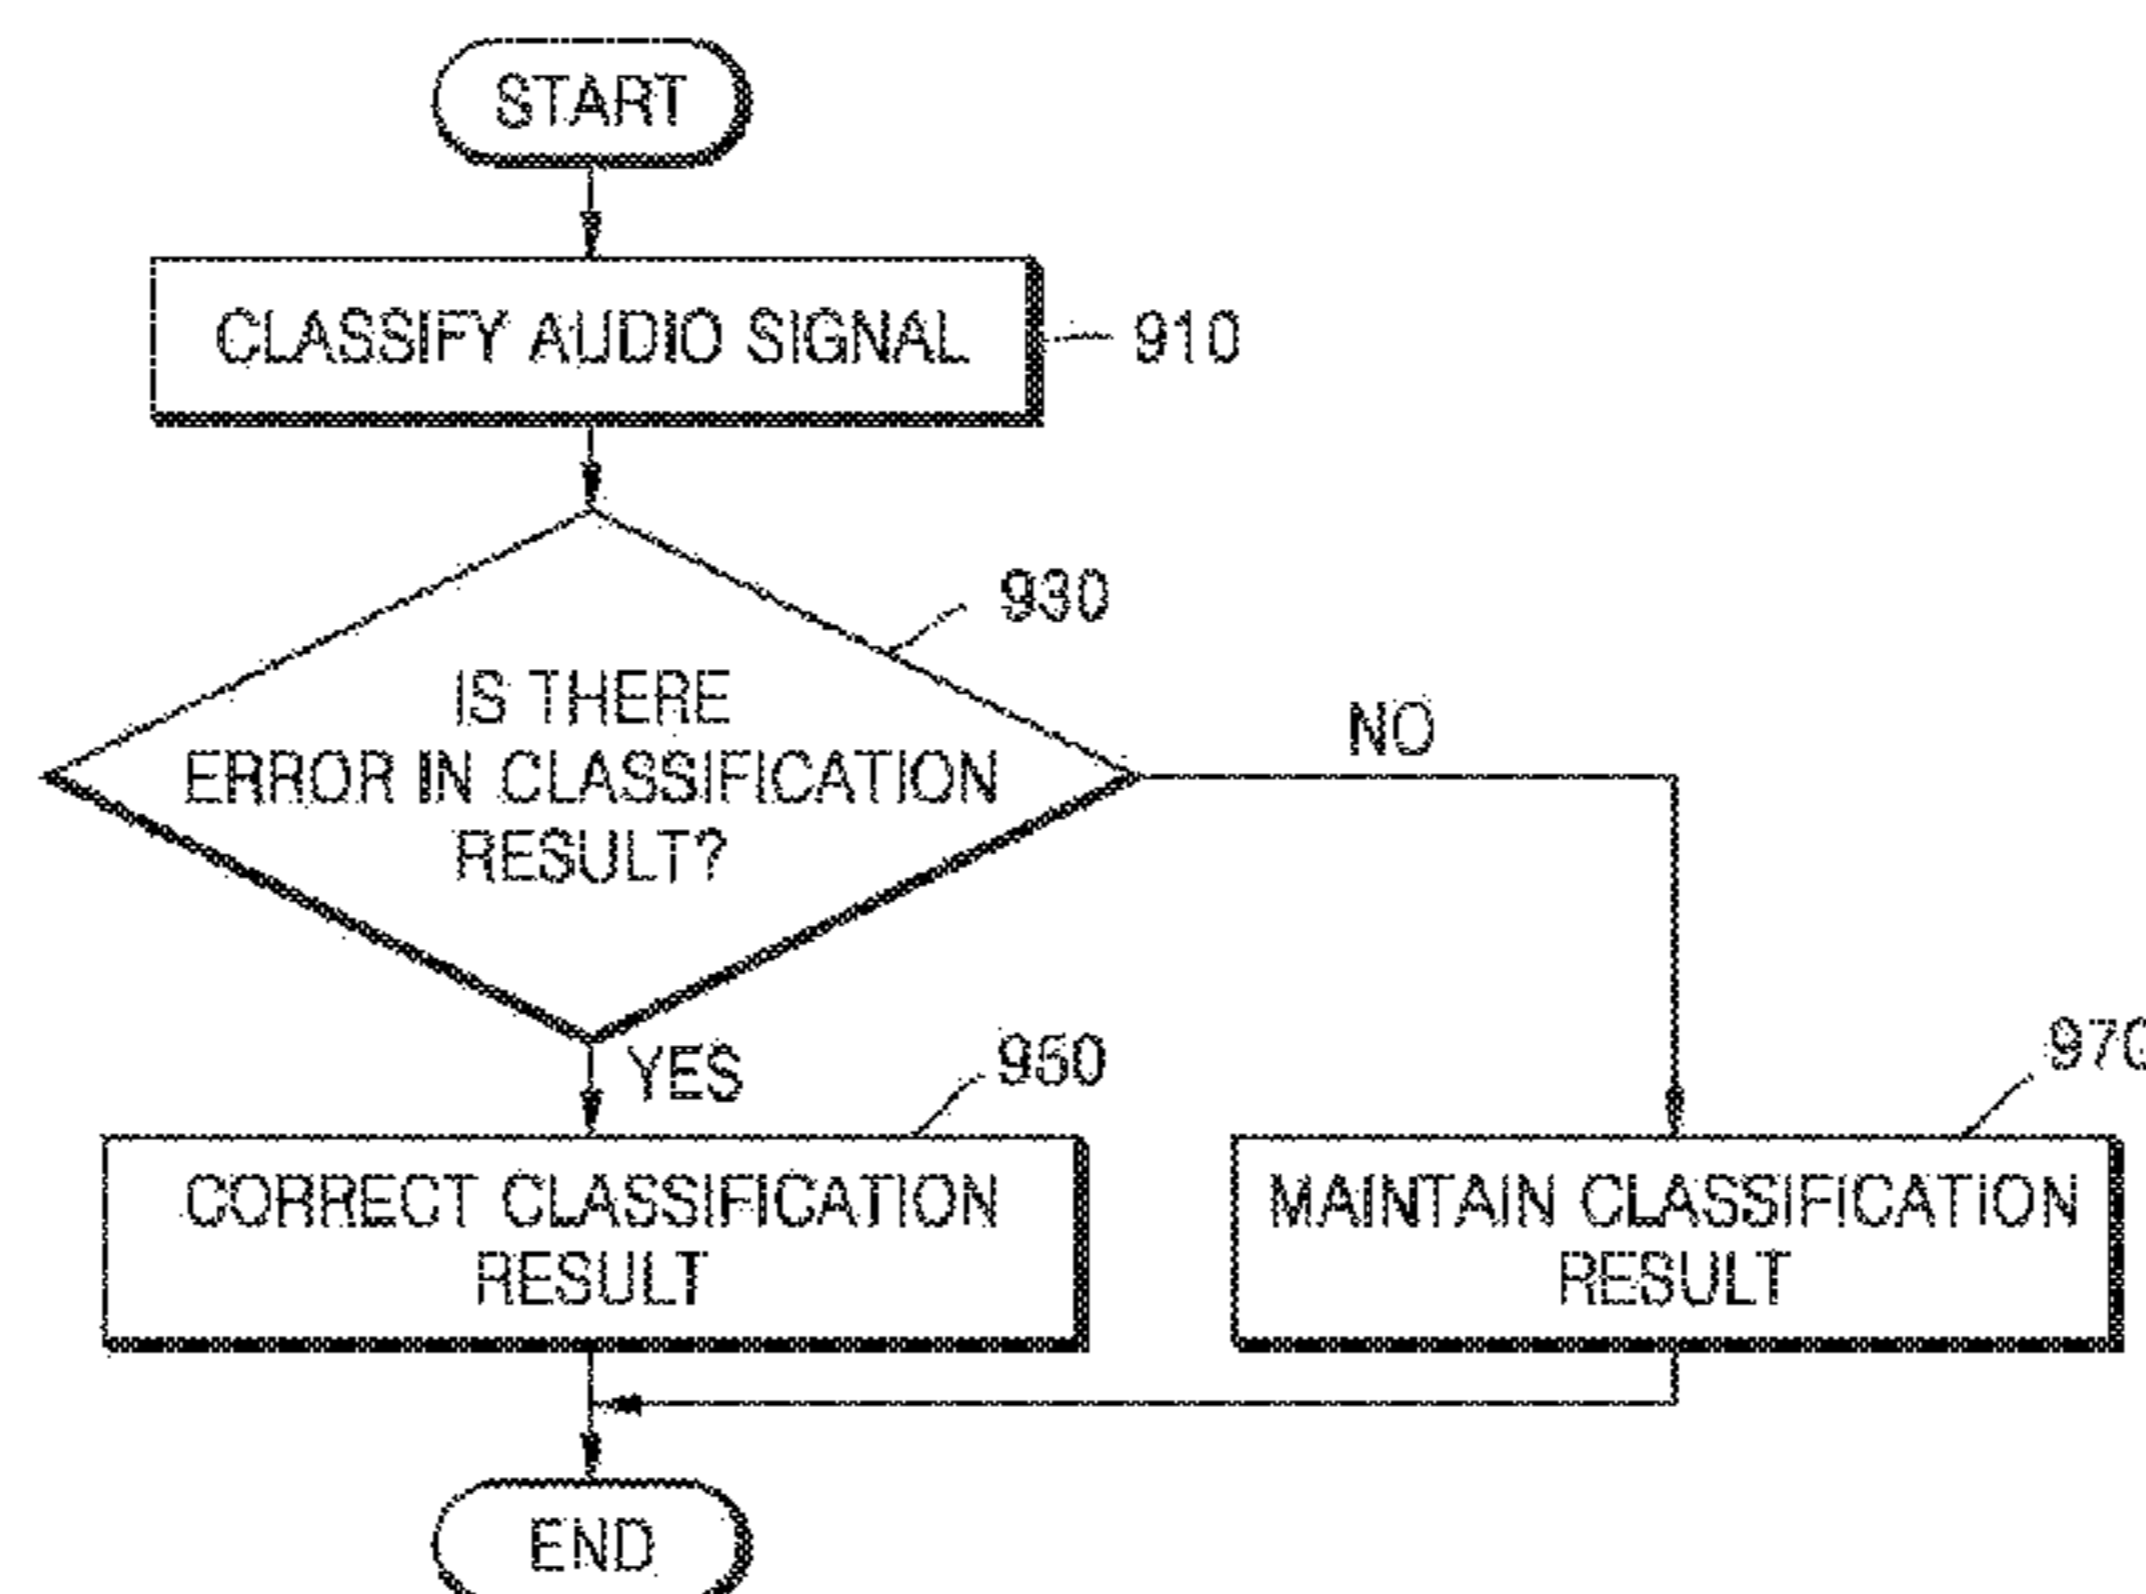 START
CLASSIFY AUDIO SIGNAL
910
930
IS THERE
ERROR IN CLASSIFICATION
RESULT?
NO
YES
950
970
CORRECT CLASSIFICATION
RESULT
MAINTAIN CLASSIFICATION
RESULT
END